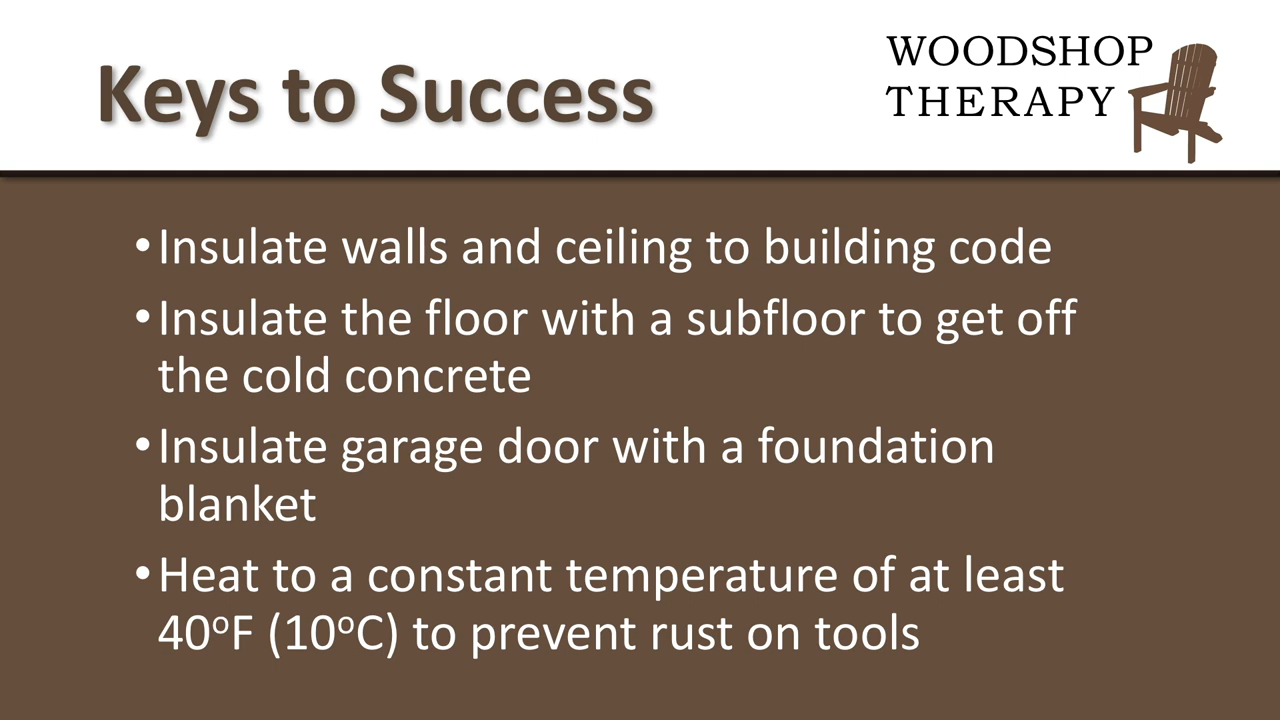 Keys to Success
WOODSHOP
THERAPY
•Insulate walls and ceiling to building code
•Insulate the floor with a subfloor to get off
the cold concrete
•Insulate garage door with a foundation
blanket
•Heat to a constant temperature of at least
40ºF (10ºC) to prevent rust on tools